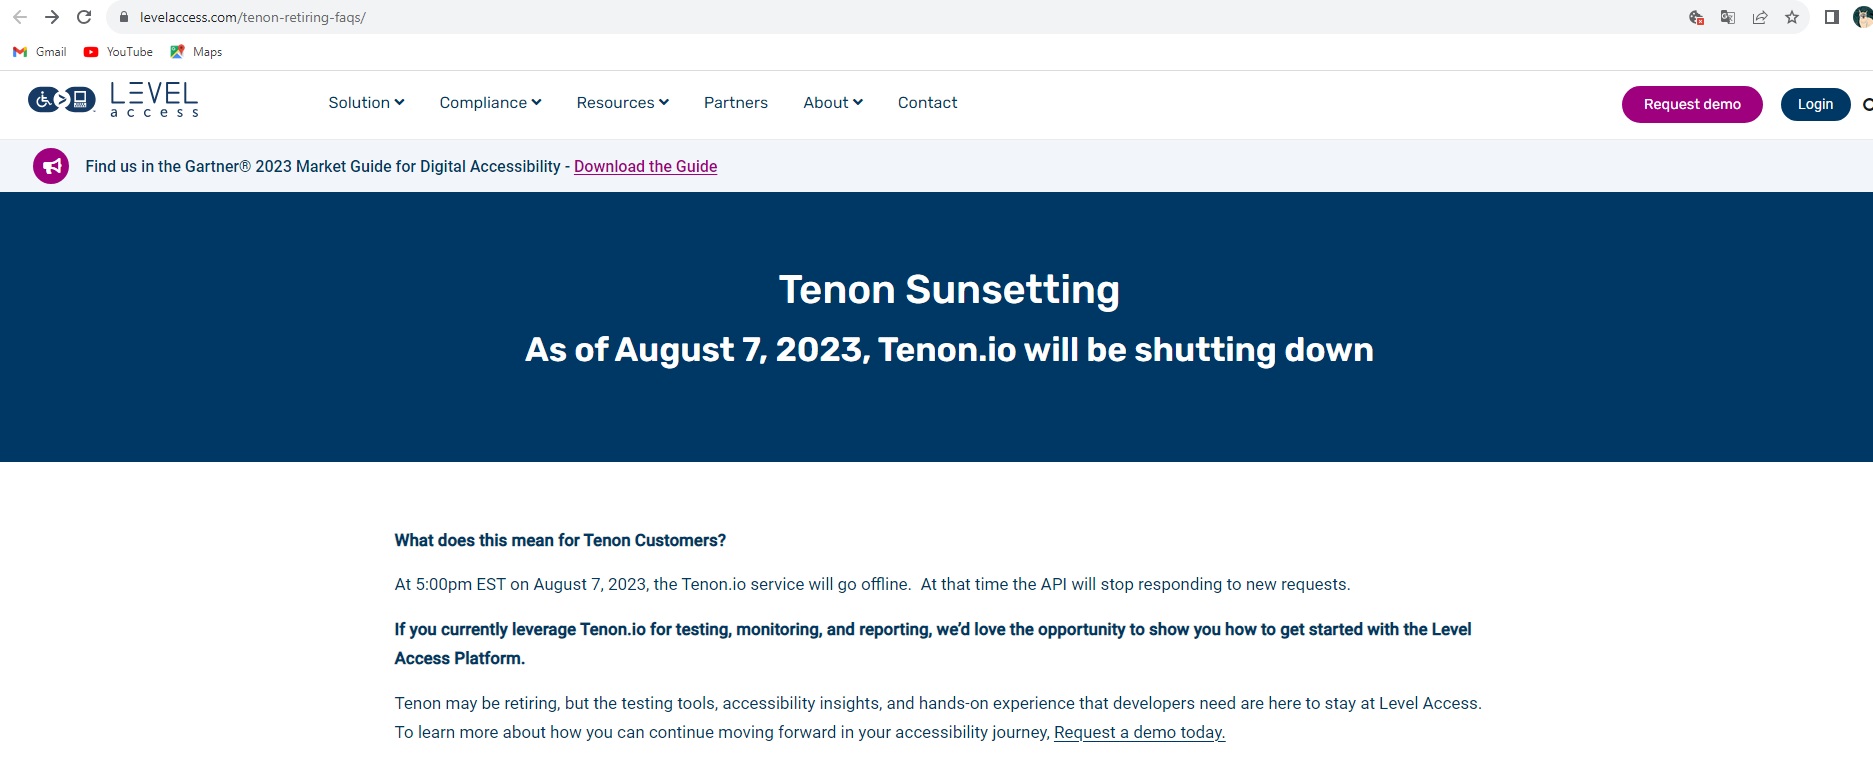 levelaccess.com/tenon-retiring-faqs/
Gmail YouTube Maps
LEVEL access
Solution Compliance Resources Partners About Contact Request demo Login
Find us in the Gartner® 2023 Market Guide for Digital Accessibility - Download the Guide
Tenon Sunsetting
As of August 7, 2023, Tenon.io will be shutting down
What does this mean for Tenon Customers?
At 5:00pm EST on August 7, 2023, the Tenon.io service will go offline.  At that time the API will stop responding to new requests.
If you currently leverage Tenon.io for testing, monitoring, and reporting, we’d love the opportunity to show you how to get started with the Level
Access Platform.
Tenon may be retiring, but the testing tools, accessibility insights, and hands-on experience that developers need are here to stay at Level Access.
To learn more about how you can continue moving forward in your accessibility journey, Request a demo today.